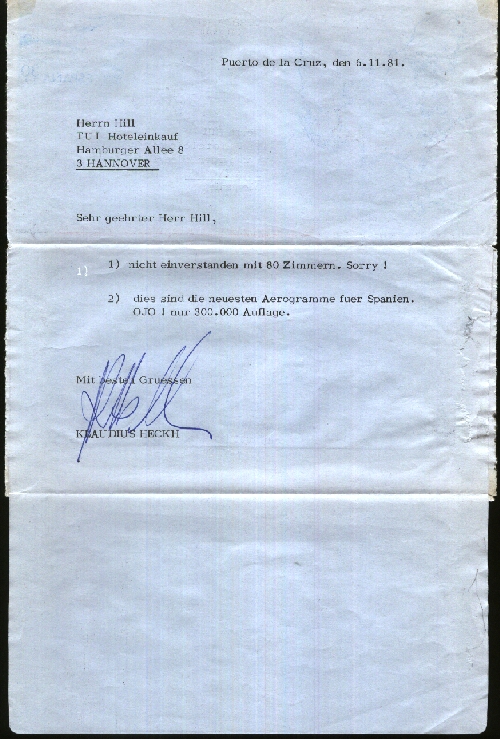 Puerto de la Cruz, den 6.11.81.
Herrn Hill
TUI Hoteleinkauf
Hamburger Allee 8
3 HANNOVER
Sehr geehrter Herr Hill,
1) nicht einverstanden mit 80 Zimmern. Sorry !
1)
2) dies sind die neuesten Aerogramme fuer Spanien.
OJO ! nur 300.000 Auflage.
Mit besten Gruessen
KLAUDIUS HECKH